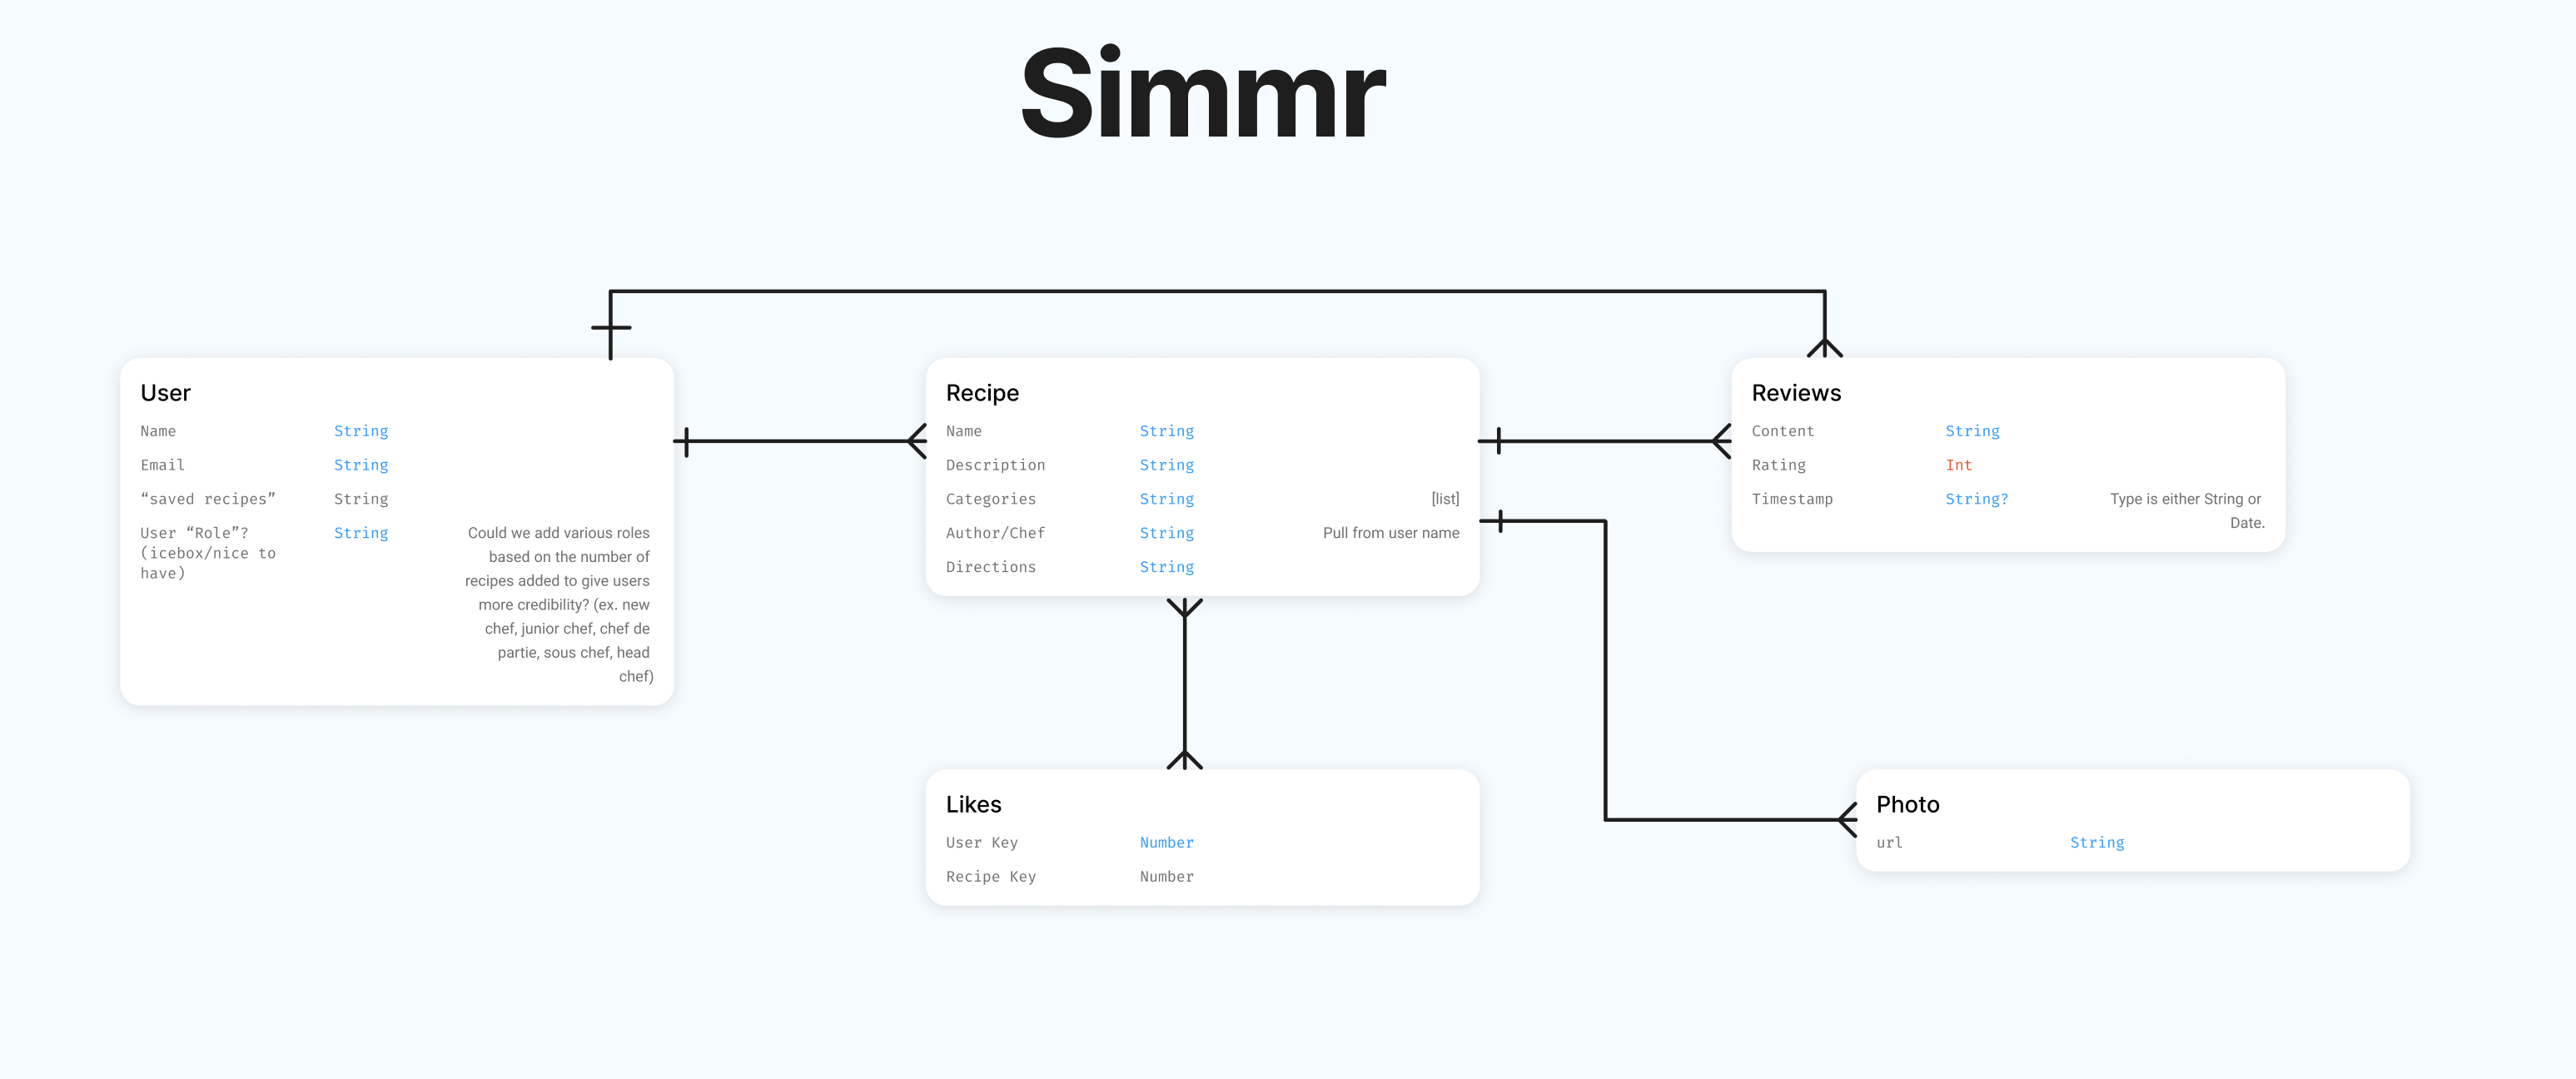 Simmr
User
Name String
Email String
“saved recipes” String
User “Role”? String Could we add various roles
(icebox/nice to based on the number of
have) recipes added to give users
more credibility? (ex. new
chef, junior chef, chef de
partie, sous chef, head
chef)
Recipe
Name String
Description String
Categories String [list]
Author/Chef String Pull from user name
Directions String
Reviews
Content String
Rating Int
Timestamp String? Type is either String or
Date.
Likes
User Key Number
Recipe Key Number
Photo
url String